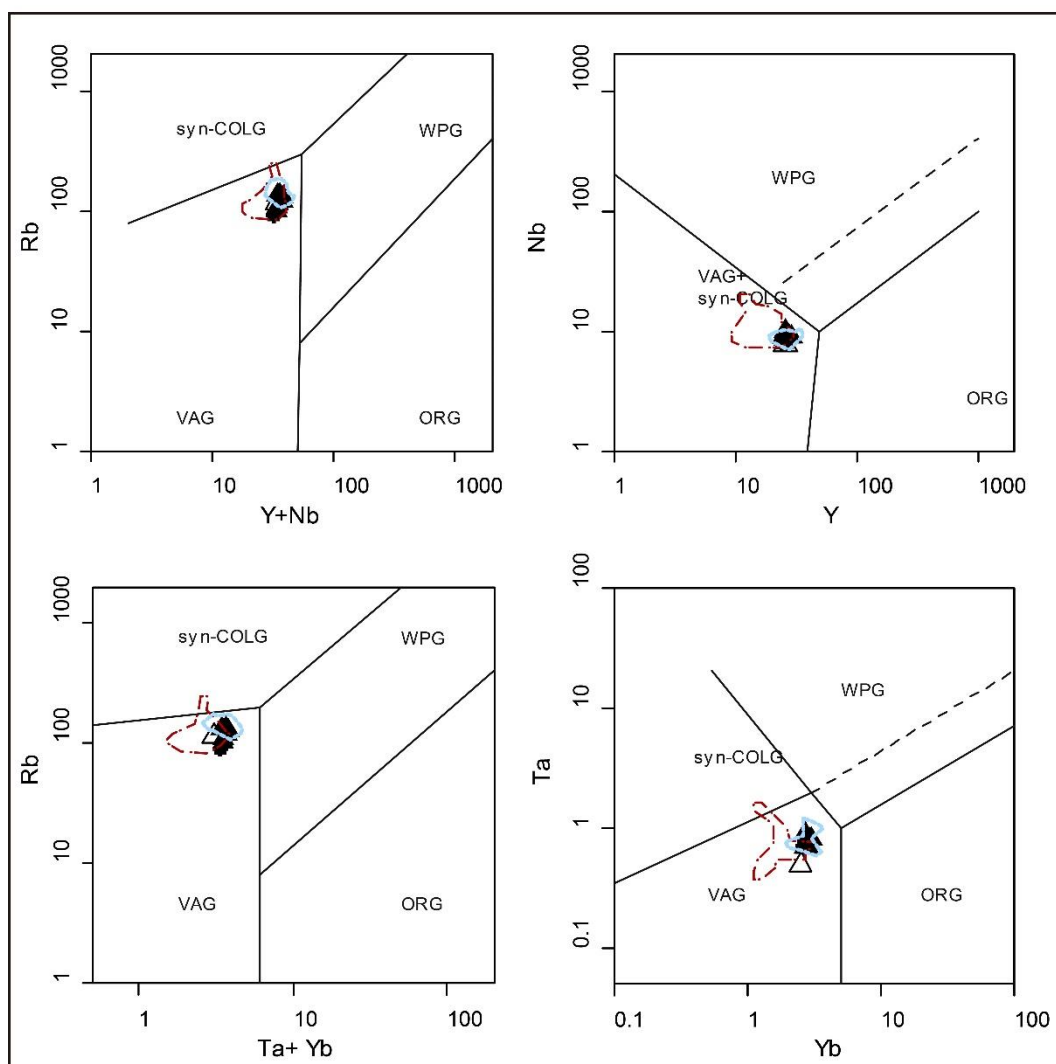 1000
100
10
1
Rb
syn-COLG
WPG
VAG
ORG
1
10
100
1000
Y+Nb
1000
100
10
1
Nb
WPG
VAG+
syn-COLG
ORG
1
10
100
1000
Y
1000
100
10
1
Rb
syn-COLG
WPG
VAG
ORG
1
10
100
Ta+ Yb
100
10
1
0.1
Ta
WPG
syn-COLG
VAG
ORG
0.1
1
10
100
Yb